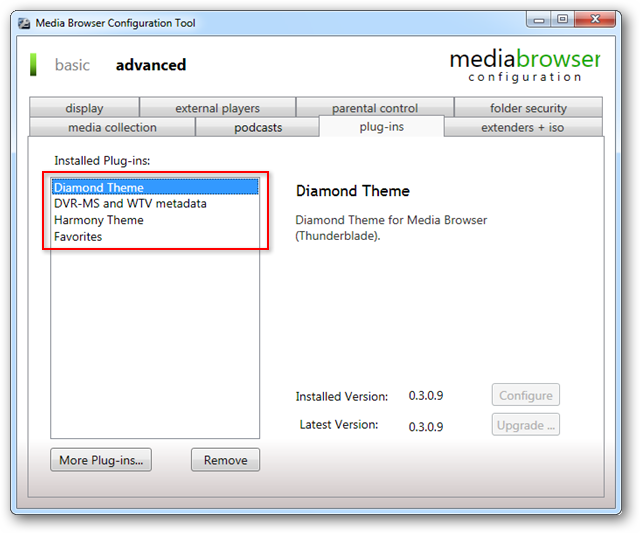 Media Browser Configuration Tool
basic advanced
mediabrowser
configuration
display external players parental control folder security
media collection podcasts plug-ins extenders + iso
Installed Plug-ins:
Diamond Theme
DVR-MS and WTV metadata
Harmony Theme
Favorites
Diamond Theme
Diamond Theme for Media Browser
(Thunderblade).
Installed Version: 0.3.0.9 Configure
Latest Version: 0.3.0.9 Upgrade ...
More Plug-ins... Remove